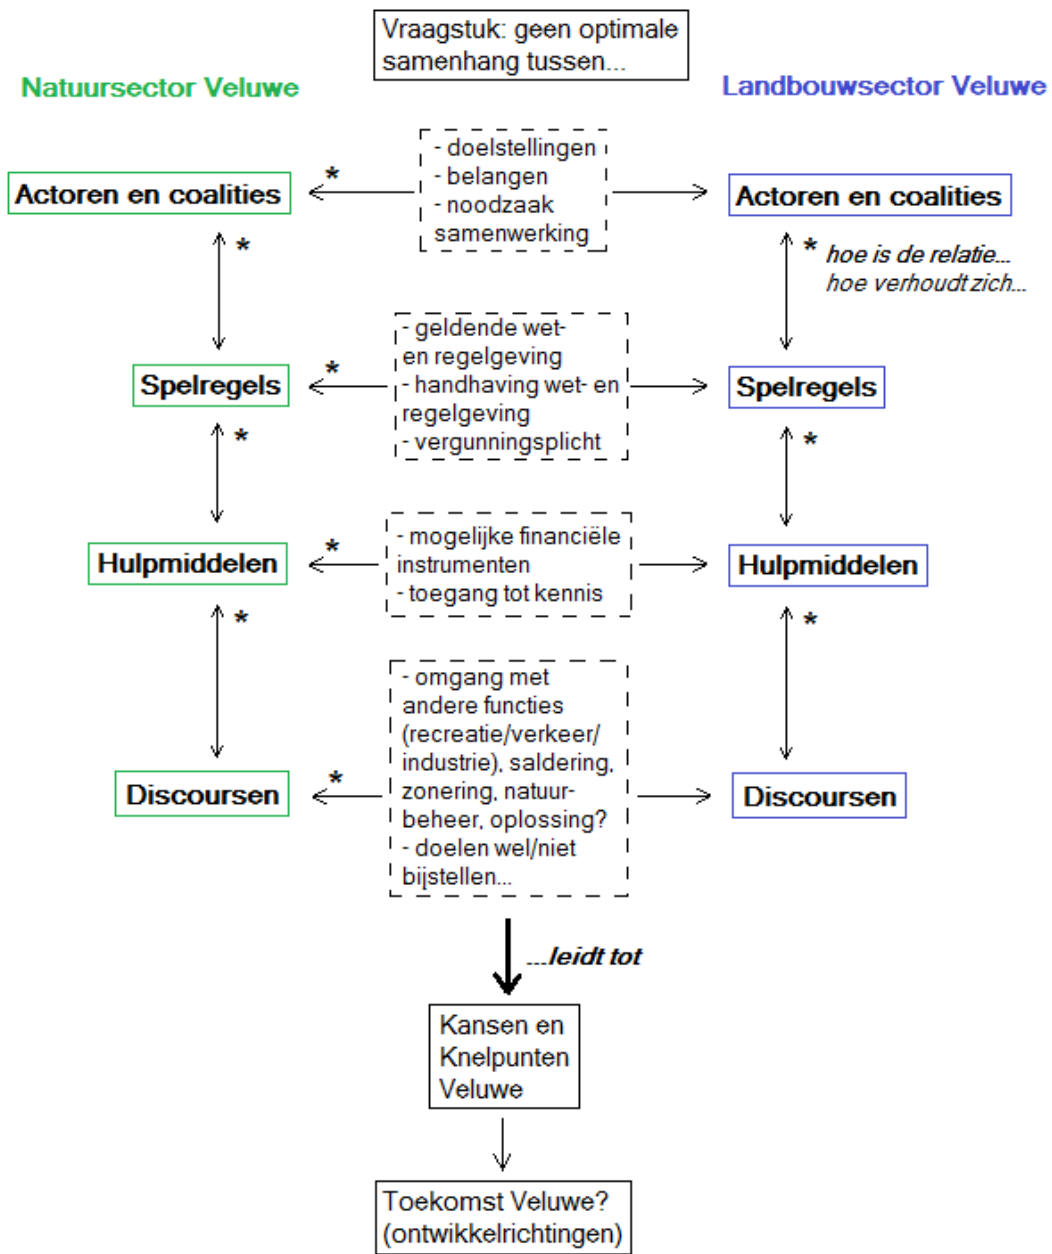 Vraagstuk: geen optimale
samenhang tussen...
Natuursector Veluwe
Landbouwsector Veluwe
- doelstellingen
- belangen
- noodzaak
samenwerking
*
Actoren en coalities
Actoren en coalities
*
* hoe is de relatie...
hoe verhoudt zich...
- geldende wet-
en regelgeving
- handhaving wet- en
regelgeving
- vergunningsplicht
*
Spelregels
Spelregels
*
*
- mogelijke financiële
instrumenten
- toegang tot kennis
*
Hulpmiddelen
Hulpmiddelen
*
*
- omgang met
andere functies
(recreatie/verkeer/
industrie), saldering,
zonering, natuur-
beheer, oplossing?
- doelen wel/niet
bijstellen...
*
Discoursen
Discoursen
...leidt tot
Kansen en
Knelpunten
Veluwe
Toekomst Veluwe?
(ontwikkelrichtingen)